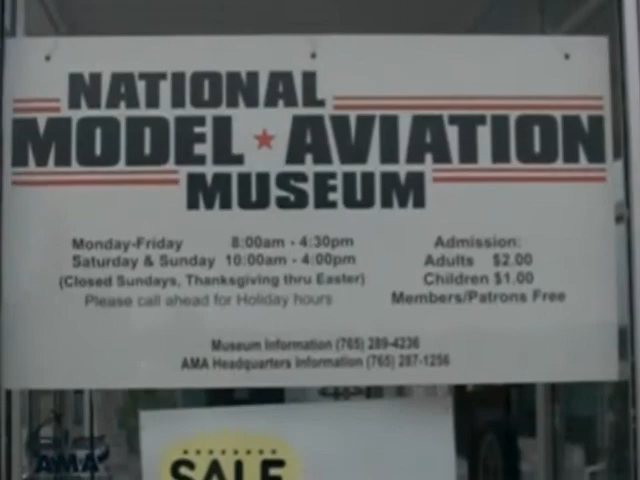 NATIONAL
MODEL AVIATION
MUSEUM
Monday-Friday 8:00am - 4:30pm
Saturday & Sunday 10:00am - 4:00pm
(Closed Sundays, Thanksgiving thru Easter)
Please call ahead for Holiday hours
Admission:
Adults $2.00
Children $1.00
Members/Patrons Free
Museum Information (765) 289-4236
AMA Headquarters Information (765) 287-1256
AMA
SALE